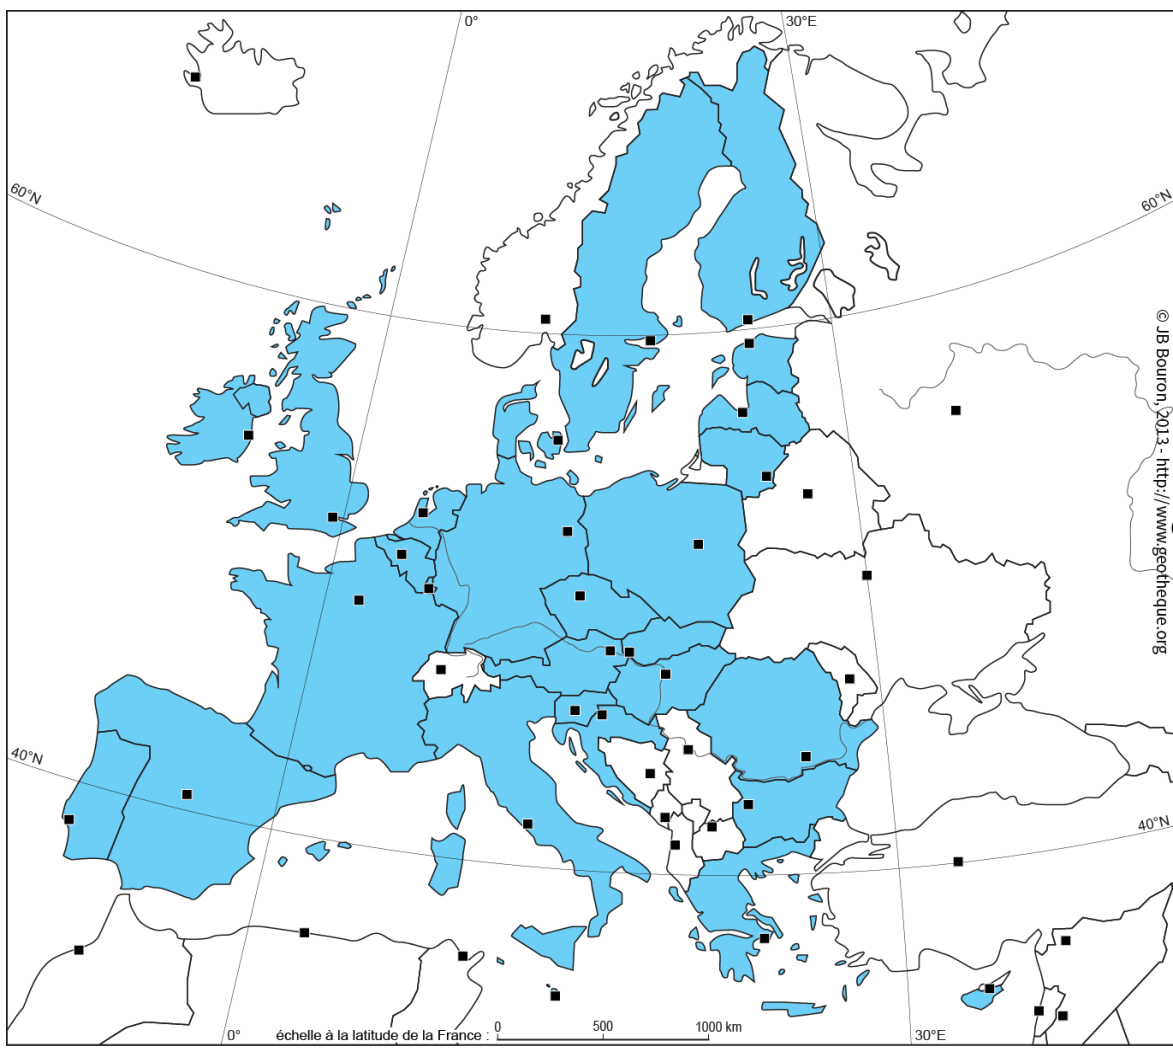 0°
30°E
60°N
60°N
© JB Bouron, 2013 - http://www.geotheque.org
40°N
40°N
0°
échelle à la latitude de la France : 0 500 1000 km
30°E